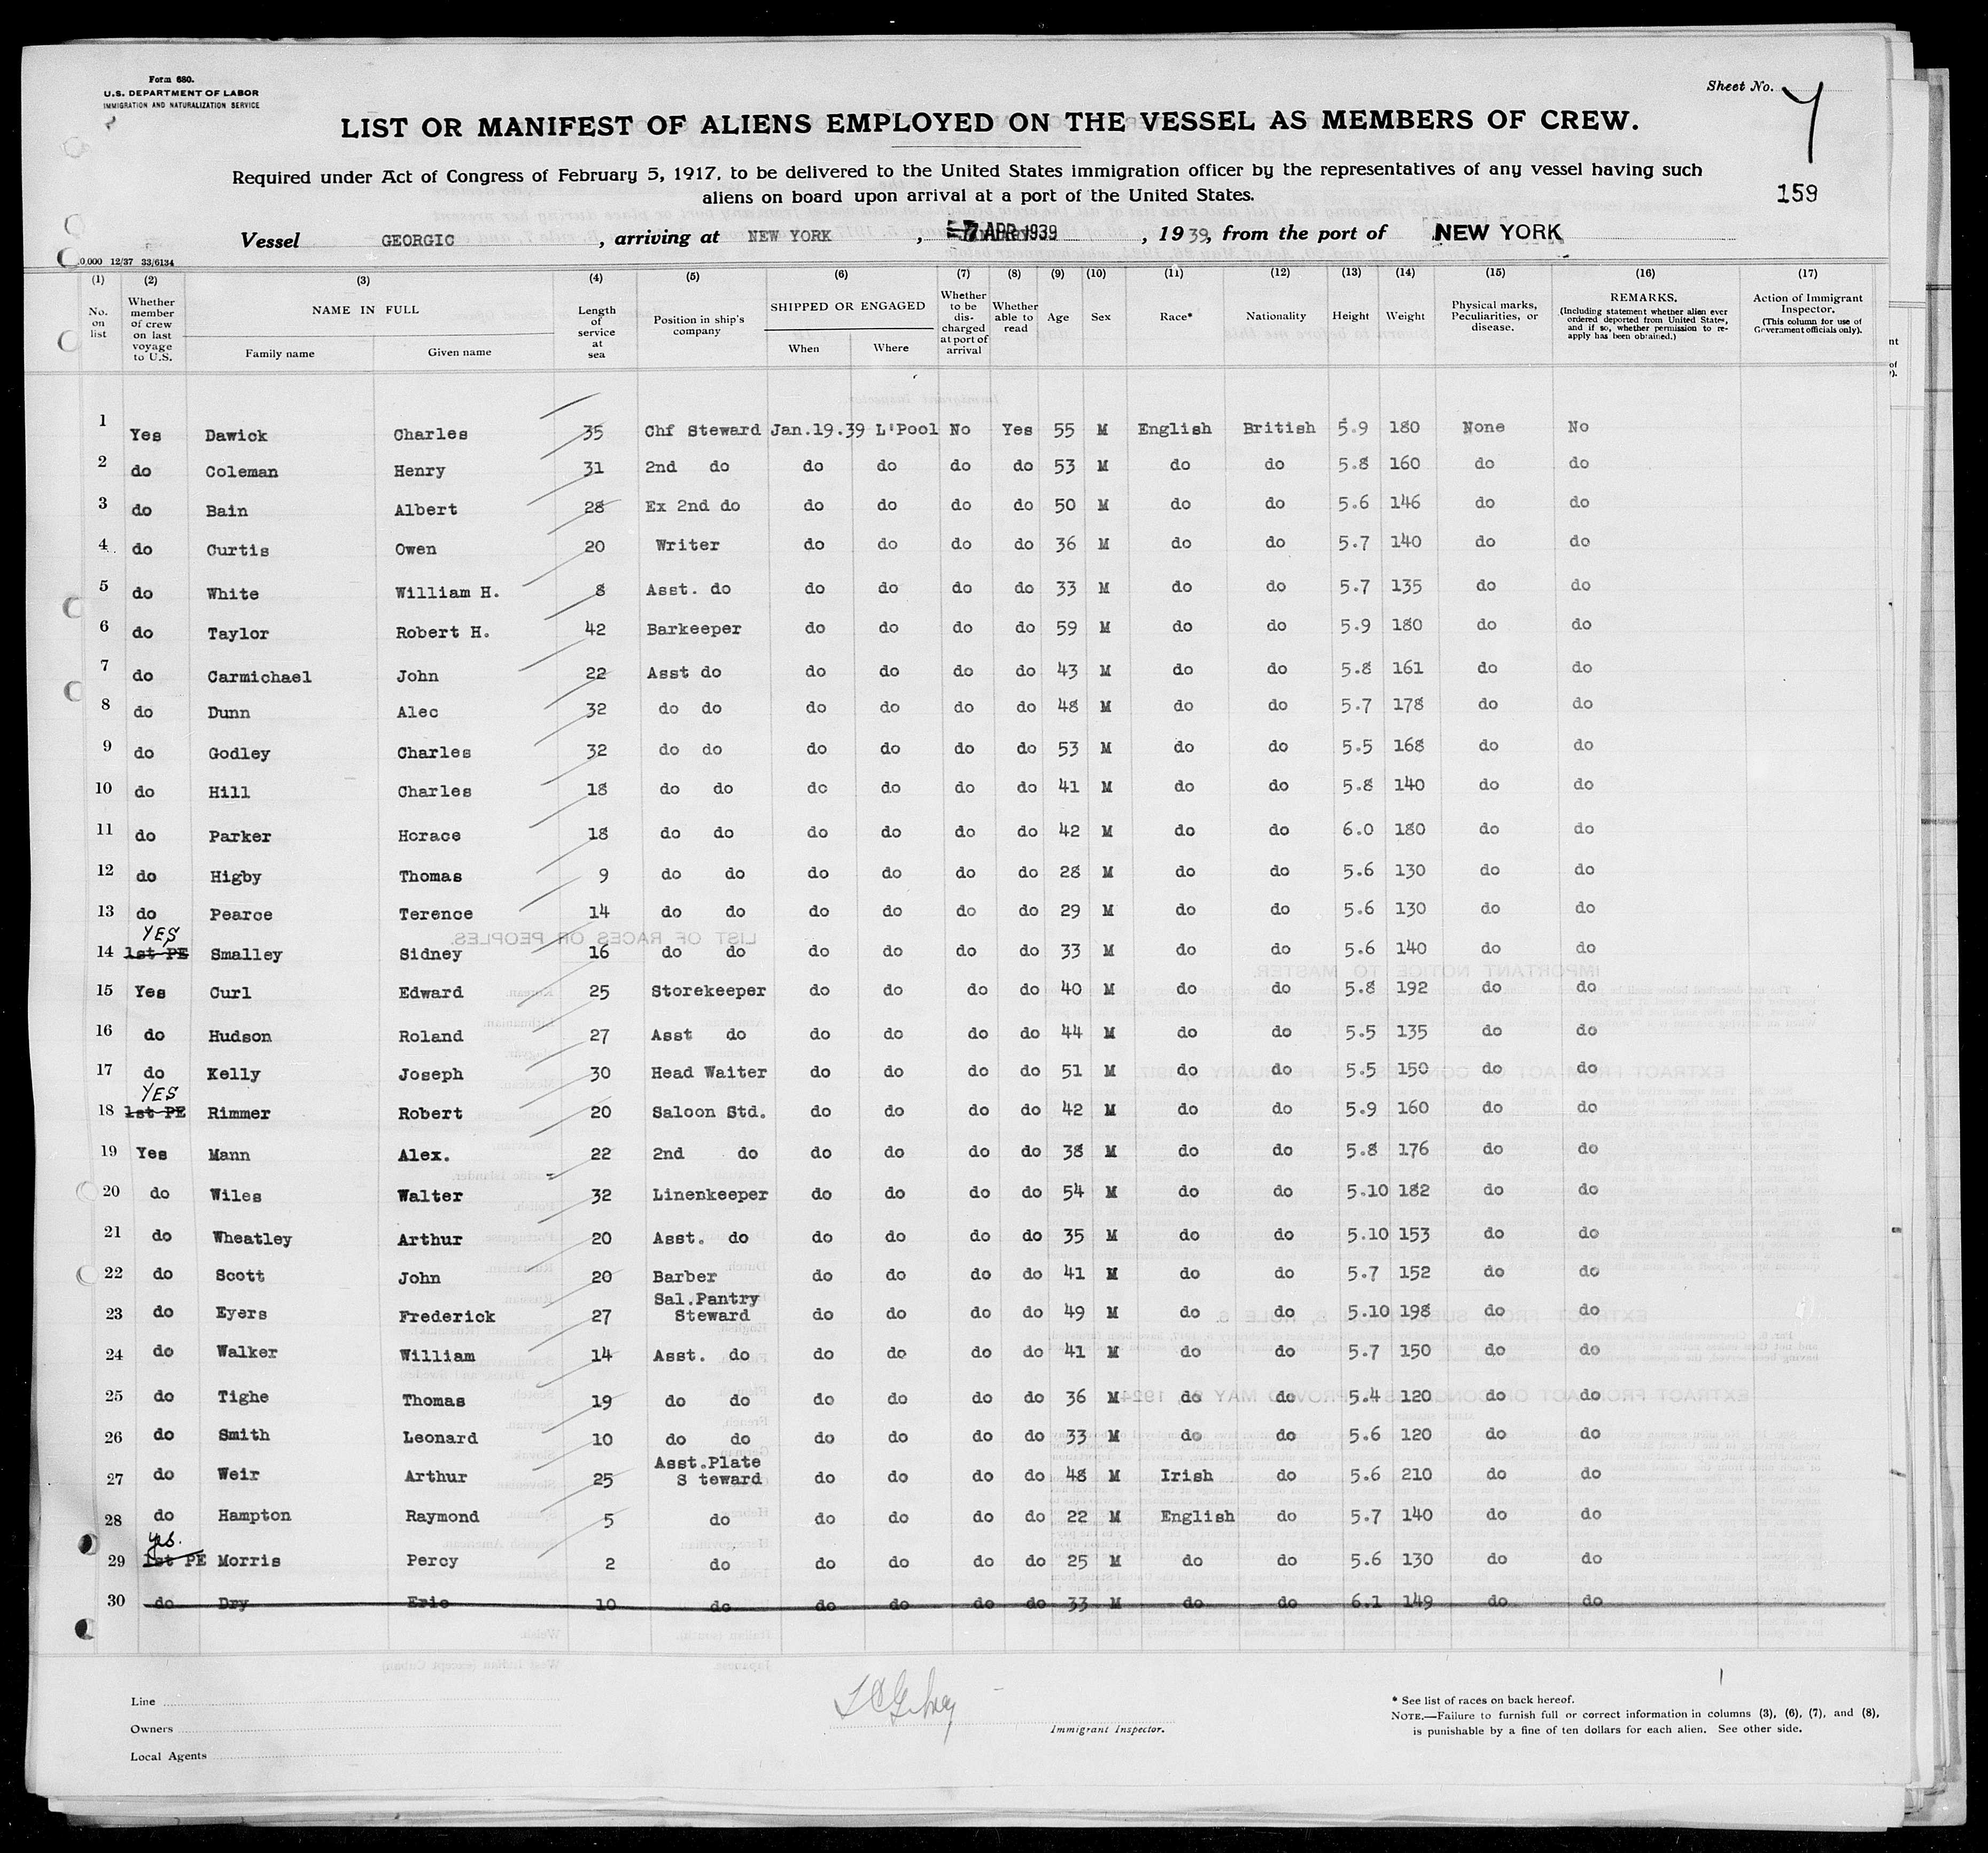 Form 680.
U.S. DEPARTMENT OF LABOR
IMMIGRATION AND NATURALIZATION SERVICE
Sheet No.
LIST OR MANIFEST OF ALIENS EMPLOYED ON THE VESSEL AS MEMBERS OF CREW.
Required under Act of Congress of February 5, 1917, to be delivered to the United States immigration officer by the representatives of any vessel having such
aliens on board upon arrival at a port of the United States.
159
Vessel GEORGIC, arriving at NEW YORK, 7 APR 1939, 1939, from the port of NEW YORK
0,000 12/37 33/6134
(1) (2) (3) (4) (5) (6) (7) (8) (9) (10) (11) (12) (13) (14) (15) (16) (17)
No. on list Whether member of crew on last voyage to U.S. NAME IN FULL Family name Given name Length of service at sea Position in ship's company SHIPPED OR ENGAGED When Where Whether to be discharged at port of arrival Whether able to read Age Sex Race* Nationality Height Weight Physical marks, Peculiarities, or disease. REMARKS. (Including statement whether alien ever ordered deported from United States, and if so, whether permission to re-apply has been obtained.) Action of Immigrant Inspector. (This column for use of Government officials only).
1 Yes Dawick Charles 35 Chf Steward Jan.19.39 L'Pool No Yes 55 M English British 5.9 180 None No
2 do Coleman Henry 31 2nd do do do do do 53 M do do 5.8 160 do do
3 do Bain Albert 28 Ex 2nd do do do do do 50 M do do 5.6 146 do do
4 do Curtis Owen 20 Writer do do do do 36 M do do 5.7 140 do do
5 do White William H. 8 Asst. do do do do do 33 M do do 5.7 135 do do
6 do Taylor Robert H. 42 Barkeeper do do do do 59 M do do 5.9 180 do do
7 do Carmichael John 22 Asst do do do do do 43 M do do 5.8 161 do do
8 do Dunn Alec 32 do do do do do do 48 M do do 5.7 178 do do
9 do Godley Charles 32 do do do do do do 53 M do do 5.5 168 do do
10 do Hill Charles 18 do do do do do do 41 M do do 5.8 140 do do
11 do Parker Horace 18 do do do do do do 42 M do do 6.0 180 do do
12 do Higby Thomas 9 do do do do do do 28 M do do 5.6 130 do do
13 do Pearce Terence 14 do do do do do do 29 M do do 5.6 130 do do
YES
14 1st PE Smalley Sidney 16 do do do do do do 33 M do do 5.6 140 do do
15 Yes Curl Edward 25 Storekeeper do do do do 40 M do do 5.8 192 do do
16 do Hudson Roland 27 Asst do do do do do 44 M do do 5.5 135 do do
17 do Kelly Joseph 30 Head Waiter do do do do 51 M do do 5.5 150 do do
YES
18 1st PE Rimmer Robert 20 Saloon Std. do do do do 42 M do do 5.9 160 do do
19 Yes Mann Alex. 22 2nd do do do do do 38 M do do 5.8 176 do do
20 do Wiles Walter 32 Linenkeeper do do do do 54 M do do 5.10 182 do do
21 do Wheatley Arthur 20 Asst. do do do do do 35 M do do 5.10 153 do do
22 do Scott John 20 Barber do do do do 41 M do do 5.7 152 do do
23 do Eyers Frederick 27 Sal.Pantry Steward do do do do 49 M do do 5.10 198 do do
24 do Walker William 14 Asst. do do do do do 41 M do do 5.7 150 do do
25 do Tighe Thomas 19 do do do do do do 36 M do do 5.4 120 do do
26 do Smith Leonard 10 do do do do do do 33 M do do 5.6 120 do do
27 do Weir Arthur 25 Asst.Plate S teward do do do do 48 M Irish do 5.6 210 do do
28 do Hampton Raymond 5 do do do do do 22 M English do 5.7 140 do do
yes.
29 1st PE Morris Percy 2 do do do do do 25 M do do 5.6 130 do do
30 do Dry Eric 10 do do do do do 33 M do do 6.1 149 do do
Line
Owners
Local Agents
Immigrant Inspector.
* See list of races on back hereof.
NOTE.—Failure to furnish full or correct information in columns (3), (6), (7), and (8),
is punishable by a fine of ten dollars for each alien. See other side.